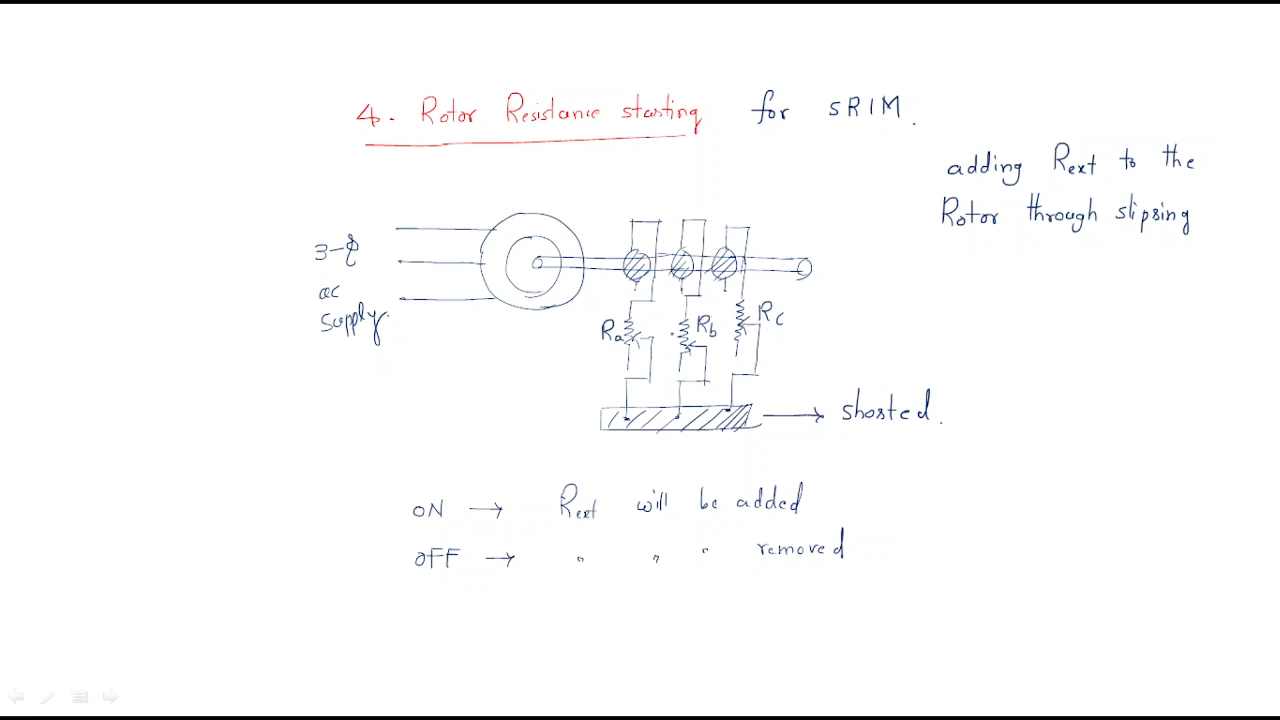 4. Rotor Resistance starting for SRIM.
adding Rext to the
Rotor through slipring
3-ф
ac
supply.
Ra
Rb
Rc
shorted.
ON → Rext will be added
OFF → " " " removed